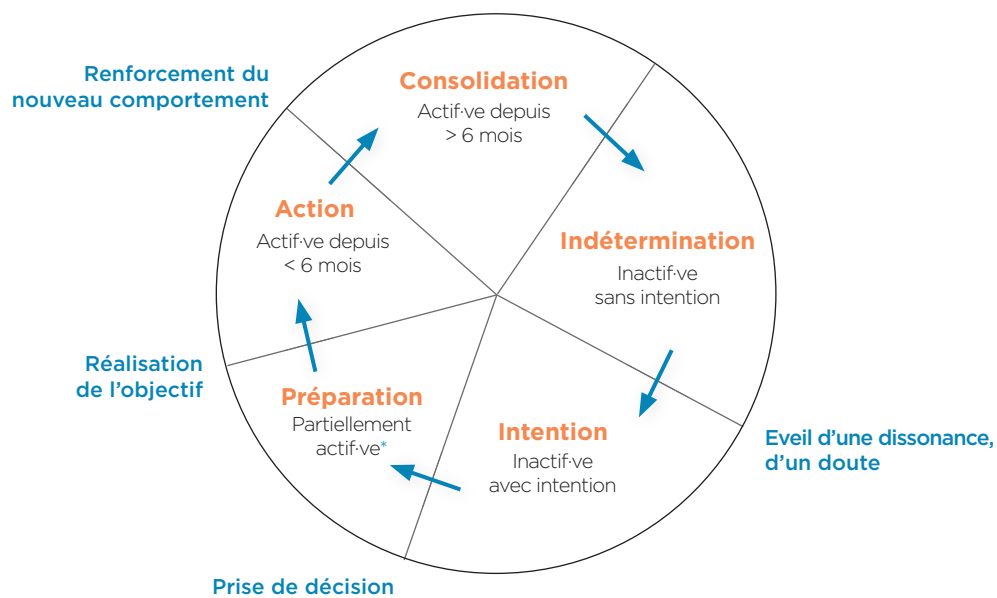 Renforcement du
nouveau comportement
Consolidation
Actif·ve depuis
> 6 mois
Action
Actif·ve depuis
< 6 mois
Indétermination
Inactif·ve
sans intention
Réalisation
de l’objectif
Préparation
Partiellement
actif·ve*
Intention
Inactif·ve
avec intention
Eveil d’une dissonance,
d’un doute
Prise de décision